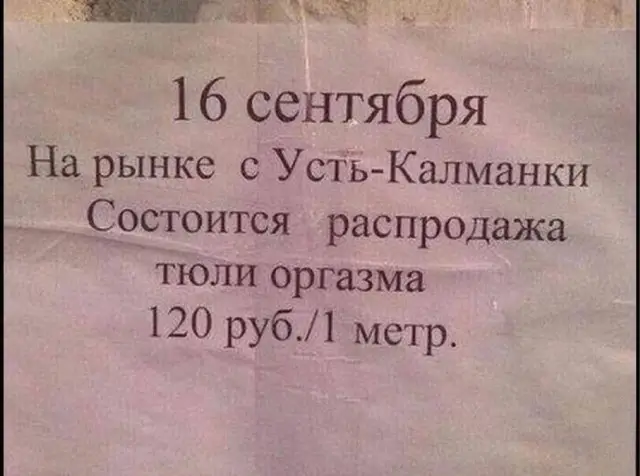 16 сентября
На рынке с Усть-Калманки
Состоится распродажа
тюли оргазма
120 руб./1 метр.